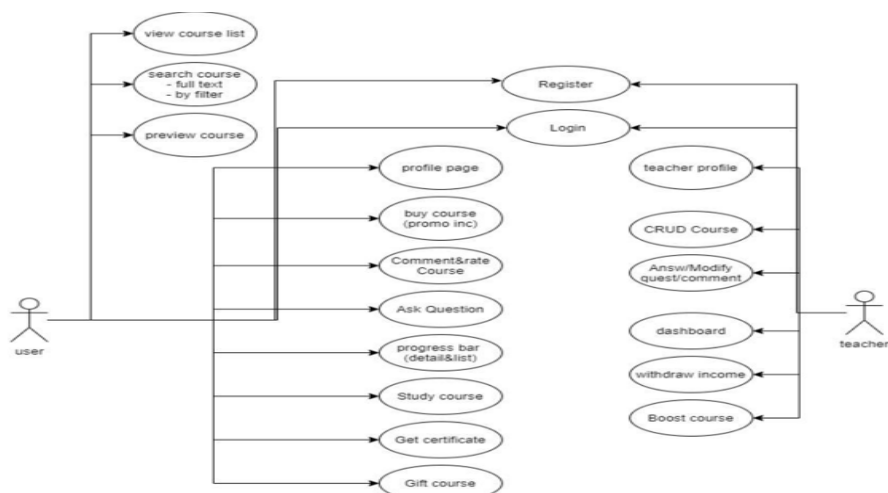 view course list
search course
- full text
- by filter
preview course
Register
Login
profile page
buy course
(promo inc)
Comment&rate
Course
Ask Question
progress bar
(detail&list)
Study course
Get certificate
Gift course
teacher profile
CRUD Course
Answ/Modify
quest/comment
dashboard
withdraw income
Boost course
user
teacher